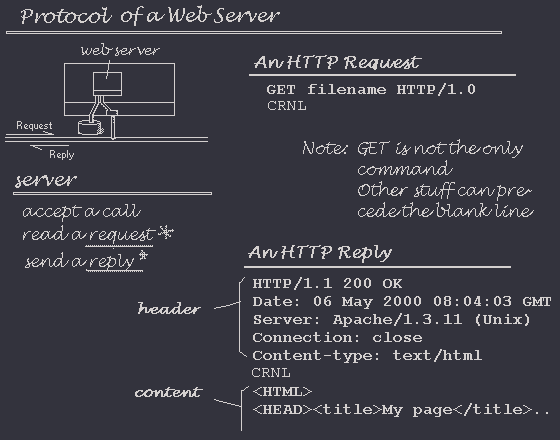 Protocol of a Web Server
web server
Request
Reply
server
accept a call
read a request *
send a reply *
An HTTP Request
GET filename HTTP/1.0
CRNL
Note: GET is not the only
command
Other stuff can pre-
cede the blank line
An HTTP Reply
header
HTTP/1.1 200 OK
Date: 06 May 2000 08:04:03 GMT
Server: Apache/1.3.11 (Unix)
Connection: close
Content-type: text/html
CRNL
content
<HTML>
<HEAD><title>My page</title>..